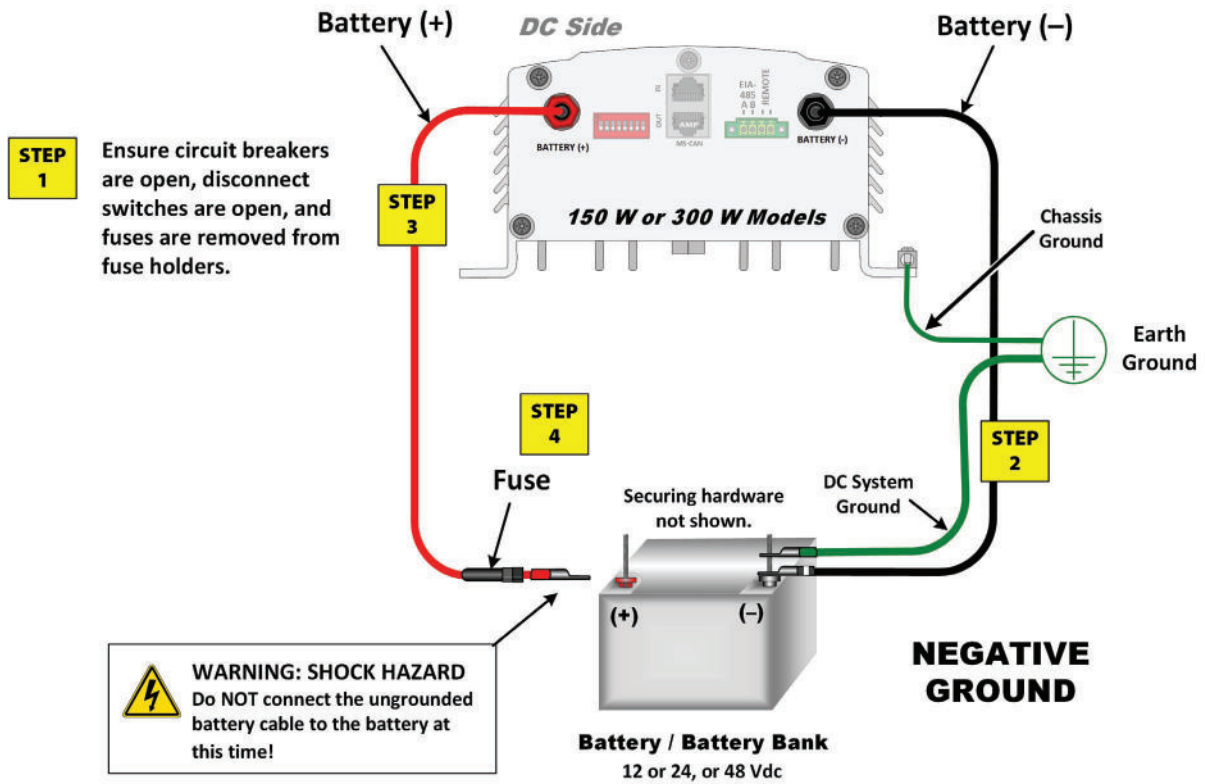 Battery (+)
DC Side
Battery (–)
IN
OUT
AMP
MS-CAN
EIA-
485
A B
REMOTE
BATTERY (+)
BATTERY (-)
150 W or 300 W Models
STEP
1
Ensure circuit breakers
are open, disconnect
switches are open, and
fuses are removed from
fuse holders.
STEP
3
Chassis
Ground
Earth
Ground
STEP
4
Fuse
STEP
2
Securing hardware
not shown.
DC System
Ground
(+)
(–)
WARNING: SHOCK HAZARD
Do NOT connect the ungrounded
battery cable to the battery at
this time!
NEGATIVE
GROUND
Battery / Battery Bank
12 or 24, or 48 Vdc